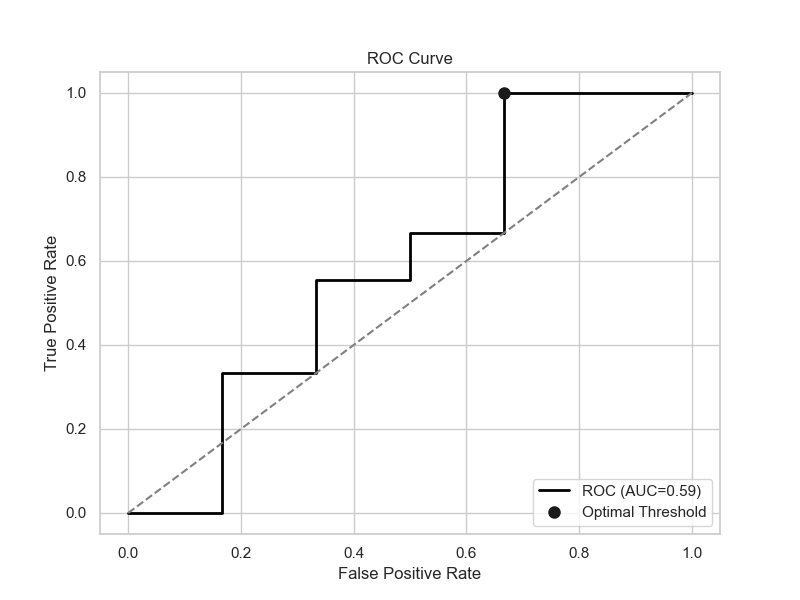 ROC Curve
True Positive Rate
1.0
0.8
0.6
0.4
0.2
0.0
0.0 0.2 0.4 0.6 0.8 1.0
False Positive Rate
ROC (AUC=0.59)
Optimal Threshold